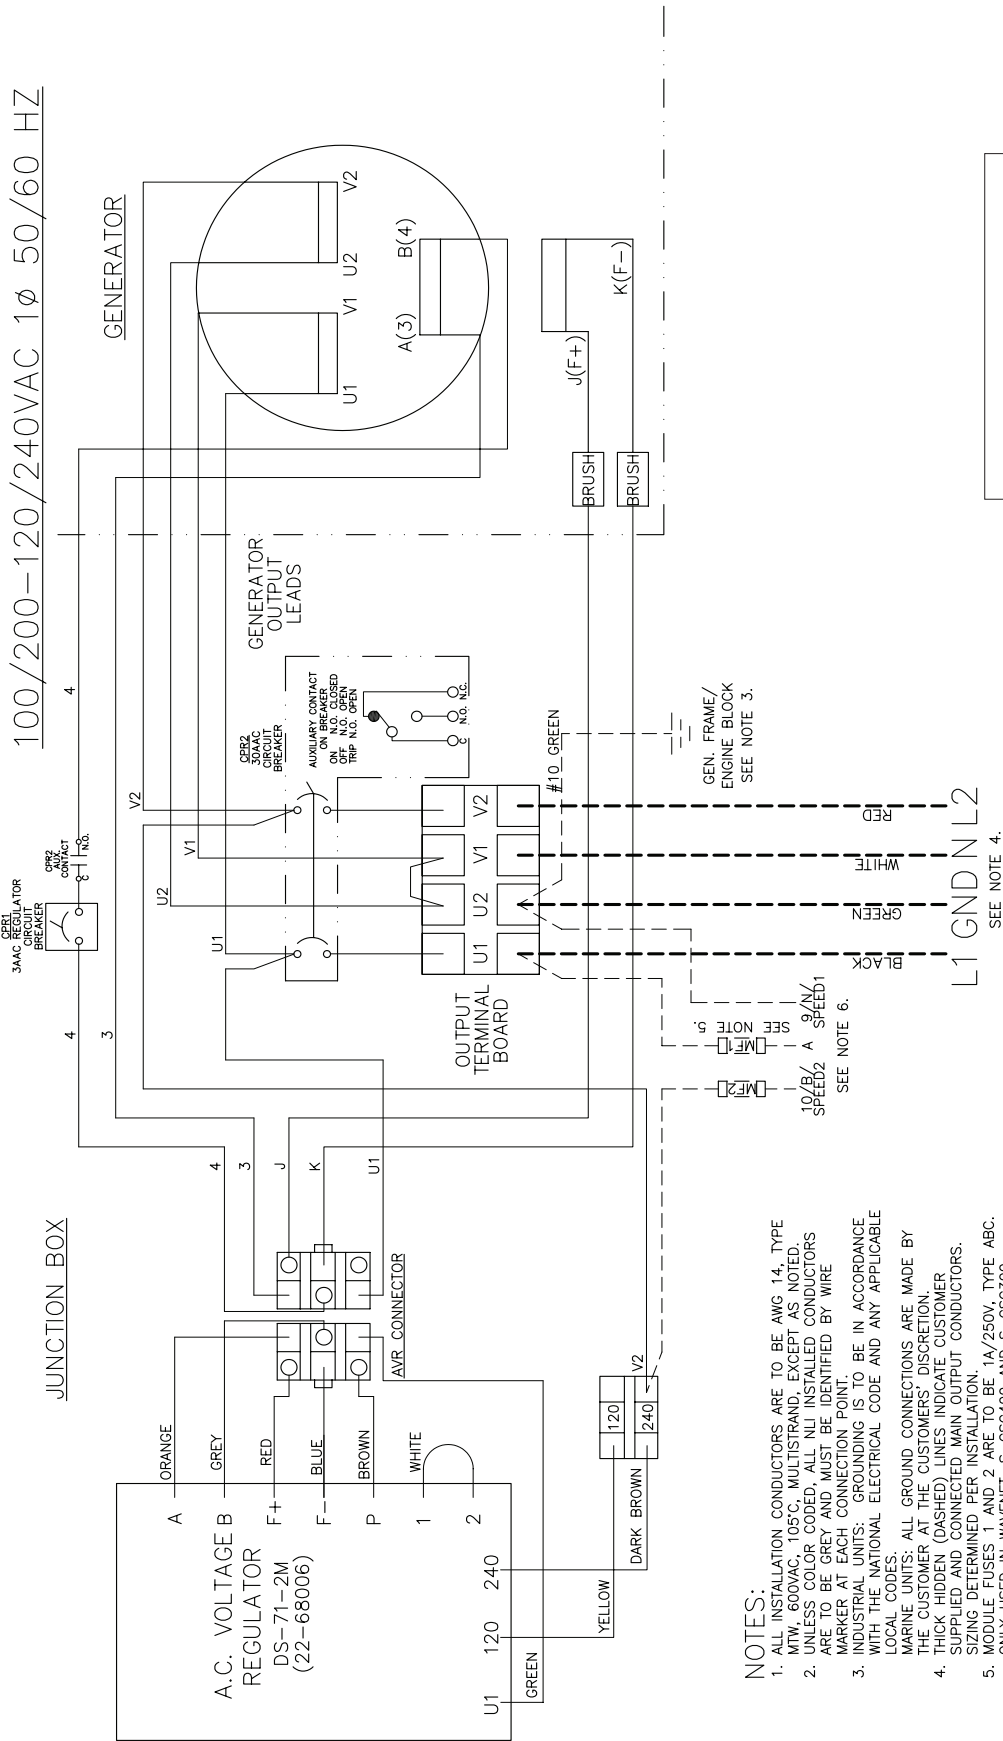 100/200-120/240VAC 1Ø 50/60 HZ
JUNCTION BOX
GENERATOR
CPR1
3AAC REGULATOR
CIRCUIT
BREAKER
CPR2
AUX.
CONTACT
C
N.O.
4
4
3
V2
U2
V1
U1
GENERATOR
OUTPUT
LEADS
CPR2
30AAC
CIRCUIT
BREAKER
AUXILIARY CONTACT
ON BREAKER
ON N.O. CLOSED
OFF N.O. OPEN
TRIP N.O. OPEN
C
N.O.
N.C.
U1
V1
U2
V2
A(3)
B(4)
J(F+)
K(F-)
BRUSH
BRUSH
A.C. VOLTAGE
REGULATOR
DS-71-2M
(22-68006)
A
B
F+
F-
P
1
2
U1
120
240
ORANGE
GREY
RED
BLUE
BROWN
WHITE
GREEN
YELLOW
DARK BROWN
4
3
J
K
U1
AVR CONNECTOR
120
240
V2
OUTPUT
TERMINAL
BOARD
U1
U2
V1
V2
#10 GREEN
GEN. FRAME/
ENGINE BLOCK
SEE NOTE 3.
MF2
MF1
SEE NOTE 5.
10/B/
SPEED2
A
9/N/
SPEED1
SEE NOTE 6.
BLACK
GREEN
WHITE
RED
L1 GND N L2
SEE NOTE 4.
NOTES:
1. ALL INSTALLATION CONDUCTORS ARE TO BE AWG 14, TYPE
MTW, 600VAC, 105°C, MULTISTRAND, EXCEPT AS NOTED.
2. UNLESS COLOR CODED, ALL NLI INSTALLED CONDUCTORS
ARE TO BE GREY AND MUST BE IDENTIFIED BY WIRE
MARKER AT EACH CONNECTION POINT.
3. INDUSTRIAL UNITS: GROUNDING IS TO BE IN ACCORDANCE
WITH THE NATIONAL ELECTRICAL CODE AND ANY APPLICABLE
LOCAL CODES.
MARINE UNITS: ALL GROUND CONNECTIONS ARE MADE BY
THE CUSTOMER AT THE CUSTOMERS' DISCRETION.
4. THICK HIDDEN (DASHED) LINES INDICATE CUSTOMER
SUPPLIED AND CONNECTED MAIN OUTPUT CONDUCTORS.
SIZING DETERMINED PER INSTALLATION.
5. MODULE FUSES 1 AND 2 ARE TO BE 1A/250V, TYPE ABC.